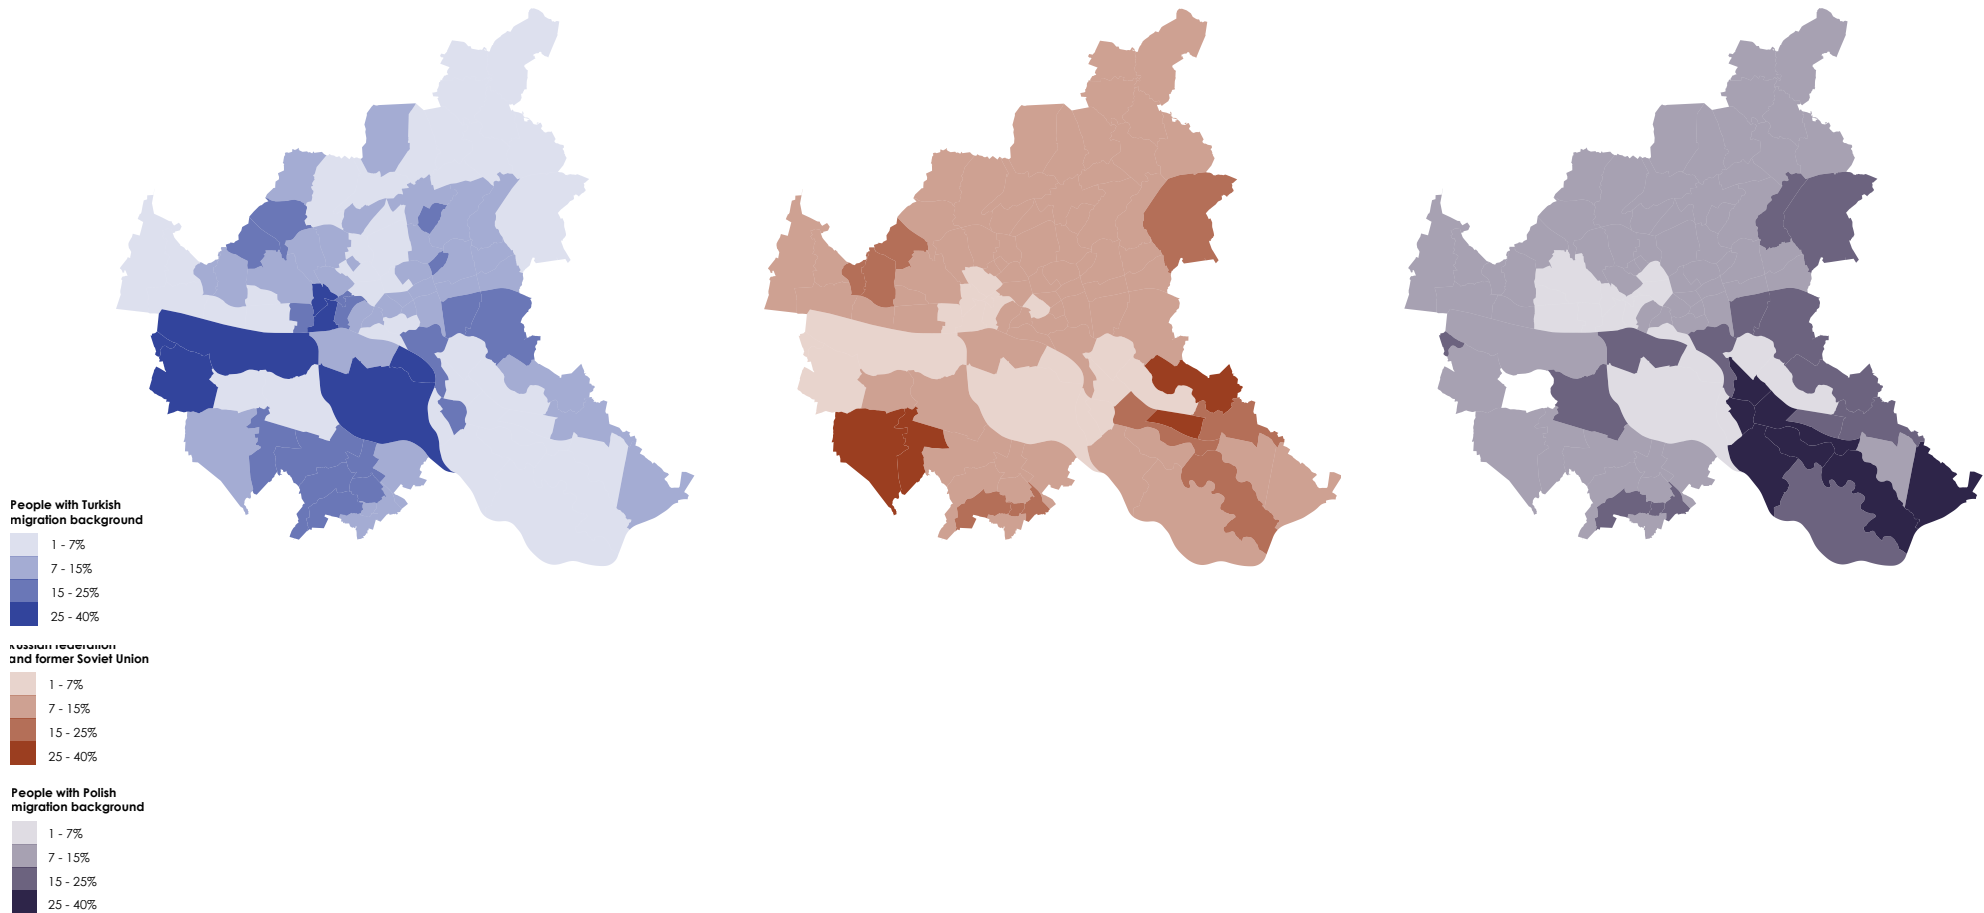 People with Turkish
migration background
1 - 7%
7 - 15%
15 - 25%
25 - 40%
Russian federation
and former Soviet Union
1 - 7%
7 - 15%
15 - 25%
25 - 40%
People with Polish
migration background
1 - 7%
7 - 15%
15 - 25%
25 - 40%